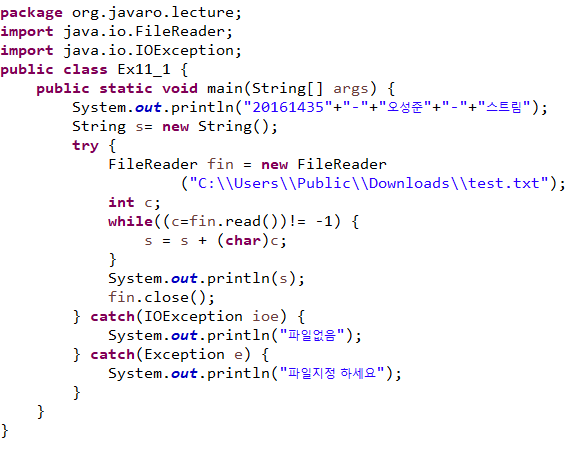 package org.javaro.lecture;
import java.io.FileReader;
import java.io.IOException;
public class Ex11_1 {
    public static void main(String[] args) {
        System.out.println("20161435"+"-"+"오성준"+"-"+"스트림");
        String s= new String();
        try {
            FileReader fin = new FileReader
                    ("C:\\Users\\Public\\Downloads\\test.txt");
            int c;
            while((c=fin.read())!= -1) {
                s = s + (char)c;
            }
            System.out.println(s);
            fin.close();
        } catch(IOException ioe) {
            System.out.println("파일없음");
        } catch(Exception e) {
            System.out.println("파일지정 하세요");
        }
    }
}